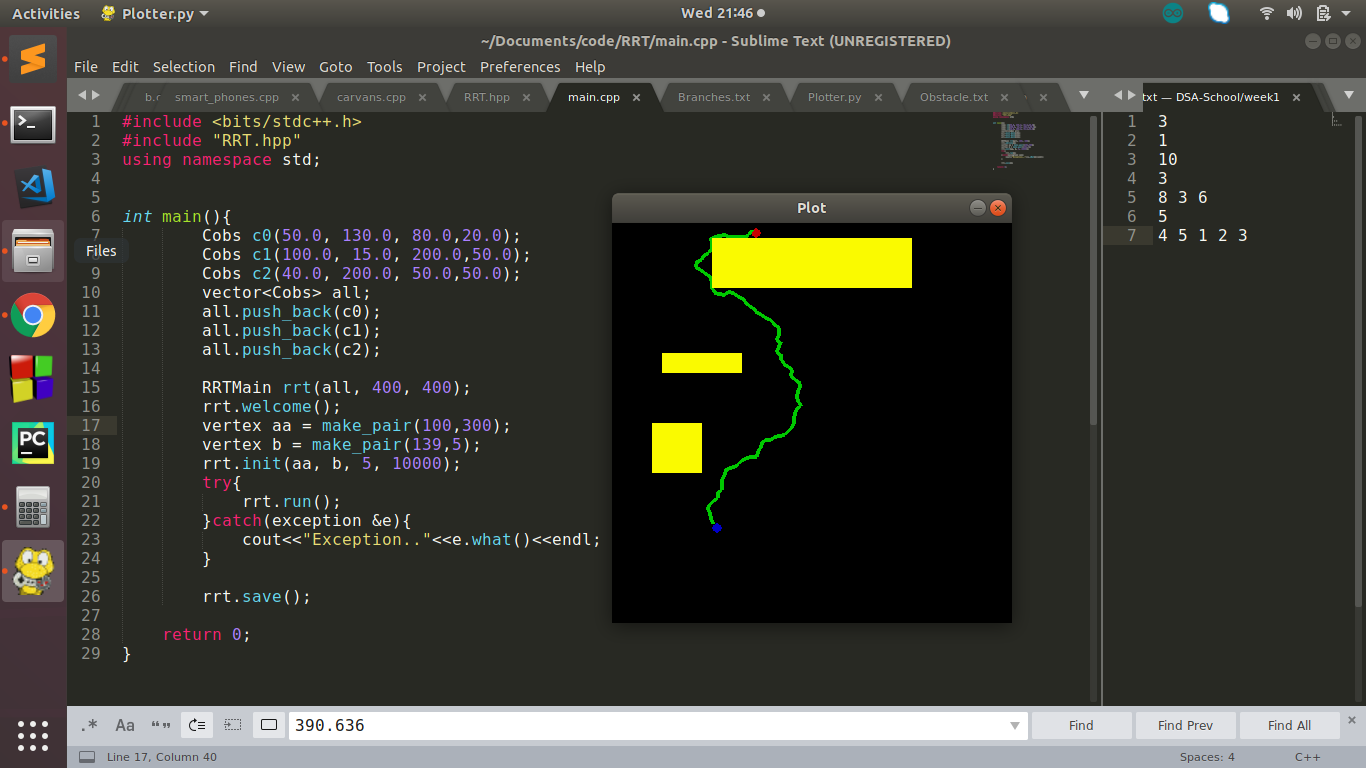 Activities
Plotter.py
Wed 21:46
~/Documents/code/RRT/main.cpp - Sublime Text (UNREGISTERED)
File Edit Selection Find View Goto Tools Project Preferences Help
smart_phones.cpp carvans.cpp RRT.hpp main.cpp Branches.txt Plotter.py Obstacle.txt
txt — DSA-School/week1
1 #include <bits/stdc++.h>
2 #include "RRT.hpp"
3 using namespace std;
4
5
6 int main(){
7 Cobs c0(50.0, 130.0, 80.0,20.0);
8 Cobs c1(100.0, 15.0, 200.0,50.0);
9 Cobs c2(40.0, 200.0, 50.0,50.0);
10 vector<Cobs> all;
11 all.push_back(c0);
12 all.push_back(c1);
13 all.push_back(c2);
14
15 RRTMain rrt(all, 400, 400);
16 rrt.welcome();
17 vertex aa = make_pair(100,300);
18 vertex b = make_pair(139,5);
19 rrt.init(aa, b, 5, 10000);
20 try{
21 rrt.run();
22 }catch(exception &e){
23 cout<<"Exception.."<<e.what()<<endl;
24 }
25
26 rrt.save();
27
28 return 0;
29 }
Files
Plot
1 3
2 1
3 10
4 3
5 8 3 6
6 5
7 4 5 1 2 3
PC
.* Aa “” 390.636 Find Find Prev Find All
Line 17, Column 40
Spaces: 4 C++